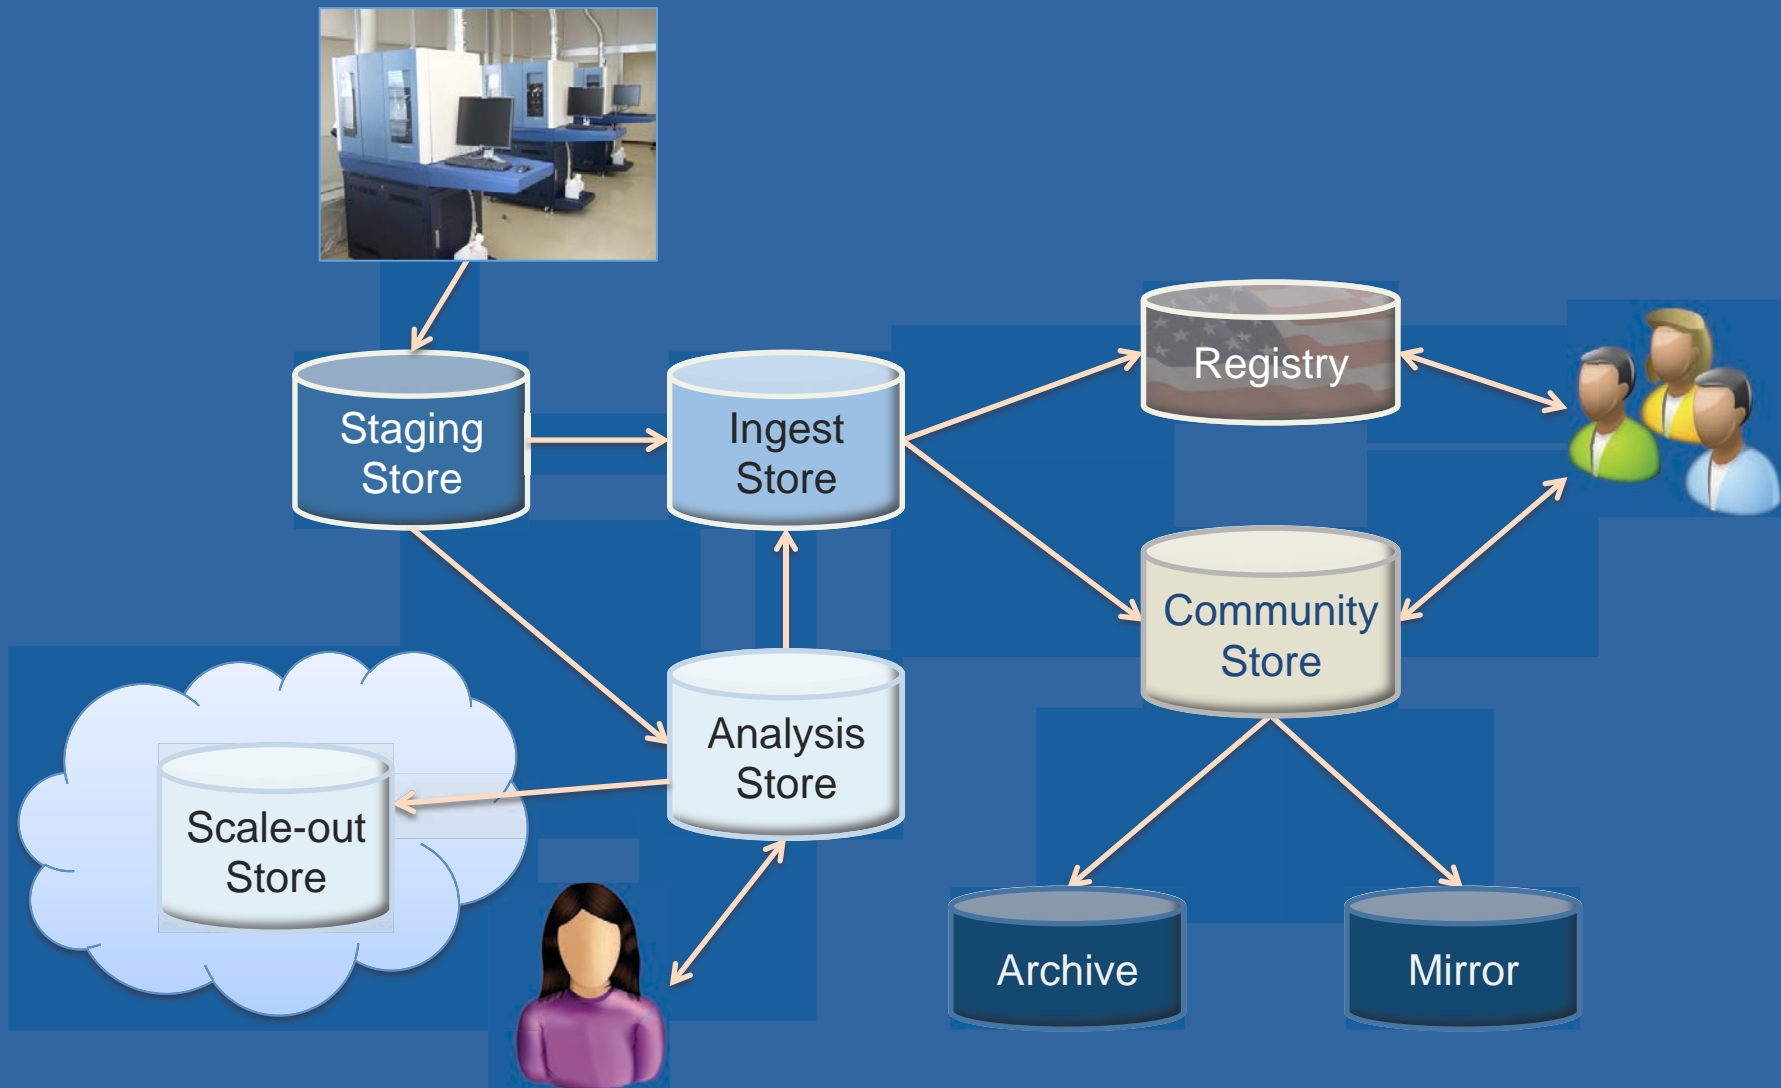 Registry
Staging
Store
Ingest
Store
Community
Store
Analysis
Store
Scale-out
Store
Archive
Mirror